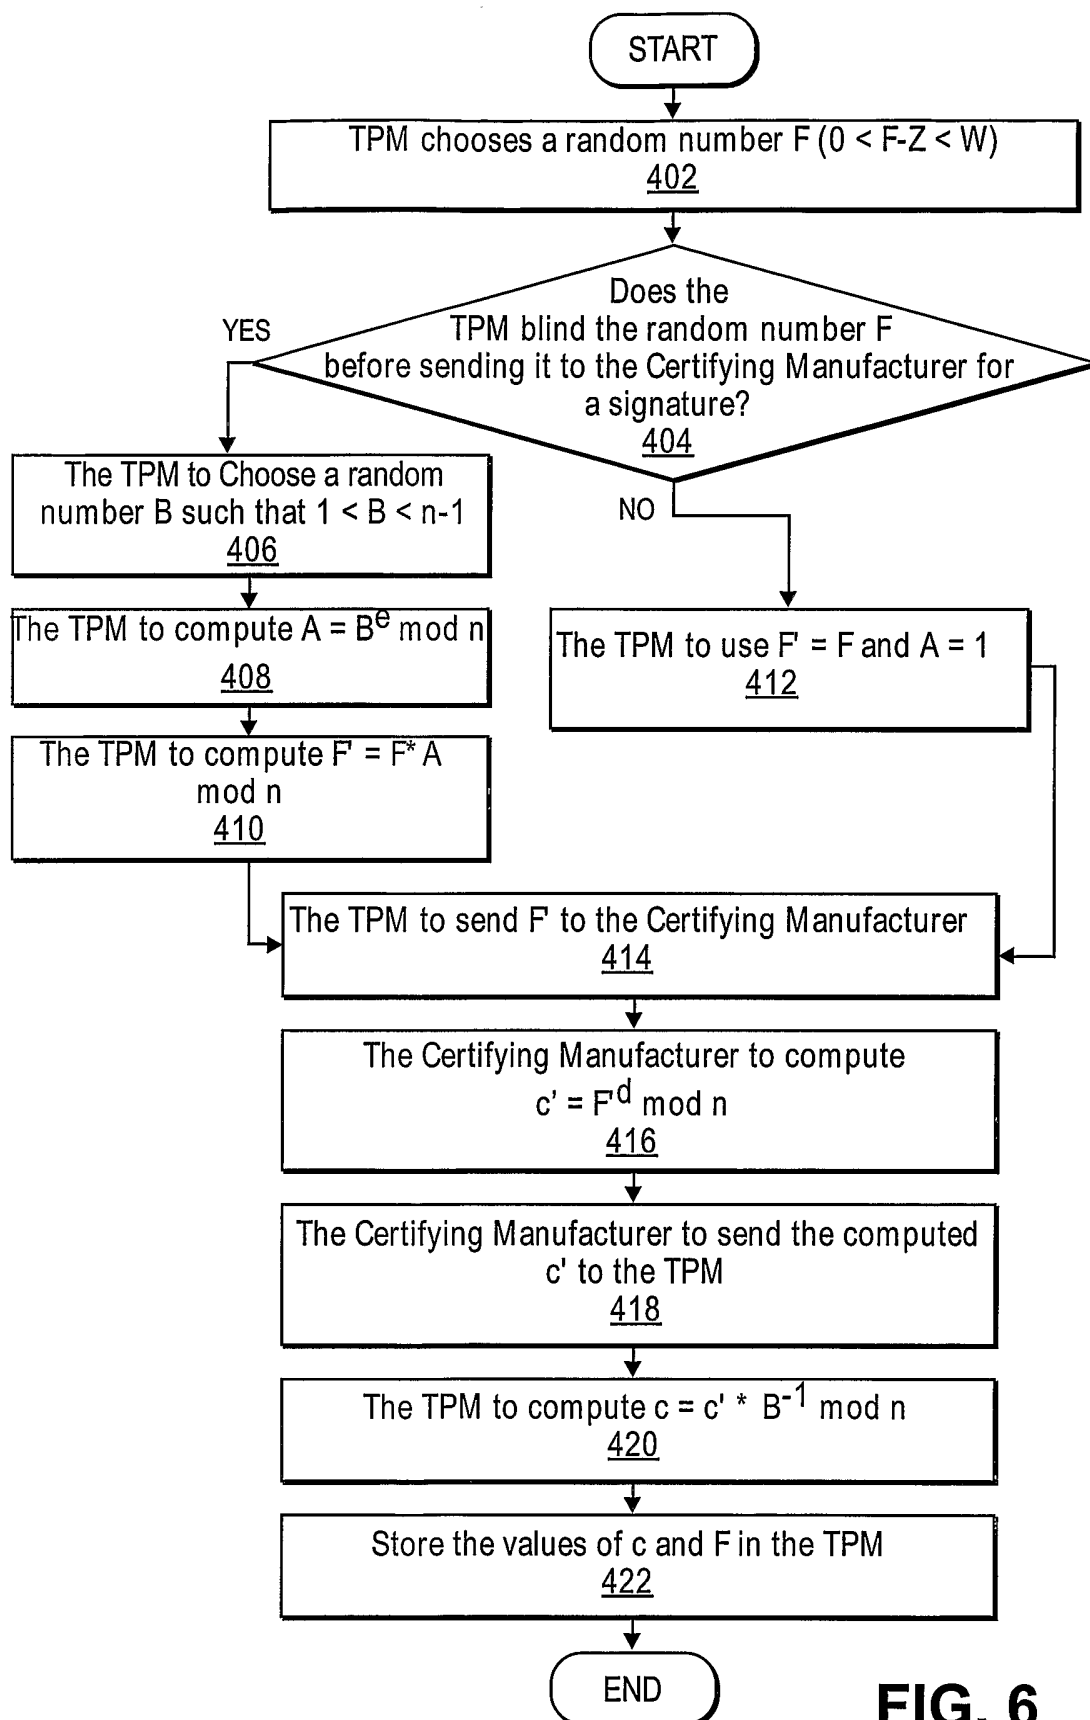 START
TPM chooses a random number F (0 < F-Z < W)
402
Does the
TPM blind the random number F
before sending it to the Certifying Manufacturer for
a signature?
404
YES
NO
The TPM to Choose a random
number B such that 1 < B < n-1
406
The TPM to compute A = B^e mod n
408
The TPM to compute F' = F* A
mod n
410
The TPM to use F' = F and A = 1
412
The TPM to send F' to the Certifying Manufacturer
414
The Certifying Manufacturer to compute
c' = F'^d mod n
416
The Certifying Manufacturer to send the computed
c' to the TPM
418
The TPM to compute c = c' * B^-1 mod n
420
Store the values of c and F in the TPM
422
END
FIG. 6